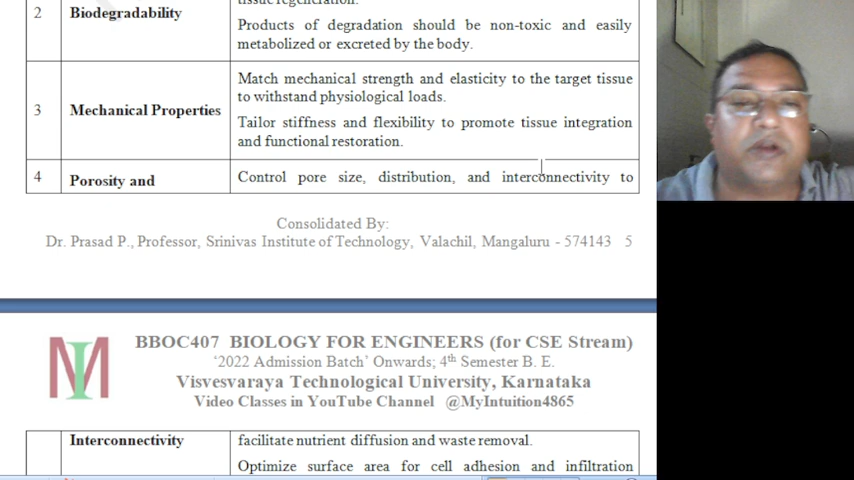 tissue regeneration.
2 Biodegradability
Products of degradation should be non-toxic and easily
metabolized or excreted by the body.
Match mechanical strength and elasticity to the target tissue
to withstand physiological loads.
3 Mechanical Properties
Tailor stiffness and flexibility to promote tissue integration
and functional restoration.
4 Porosity and Control pore size, distribution, and interconnectivity to
Consolidated By:
Dr. Prasad P., Professor, Srinivas Institute of Technology, Valachil, Mangaluru - 574143 5
BBOC407 BIOLOGY FOR ENGINEERS (for CSE Stream)
'2022 Admission Batch' Onwards; 4th Semester B. E.
Visvesvaraya Technological University, Karnataka
Video Classes in YouTube Channel @MyIntuition4865
Interconnectivity facilitate nutrient diffusion and waste removal.
Optimize surface area for cell adhesion and infiltration